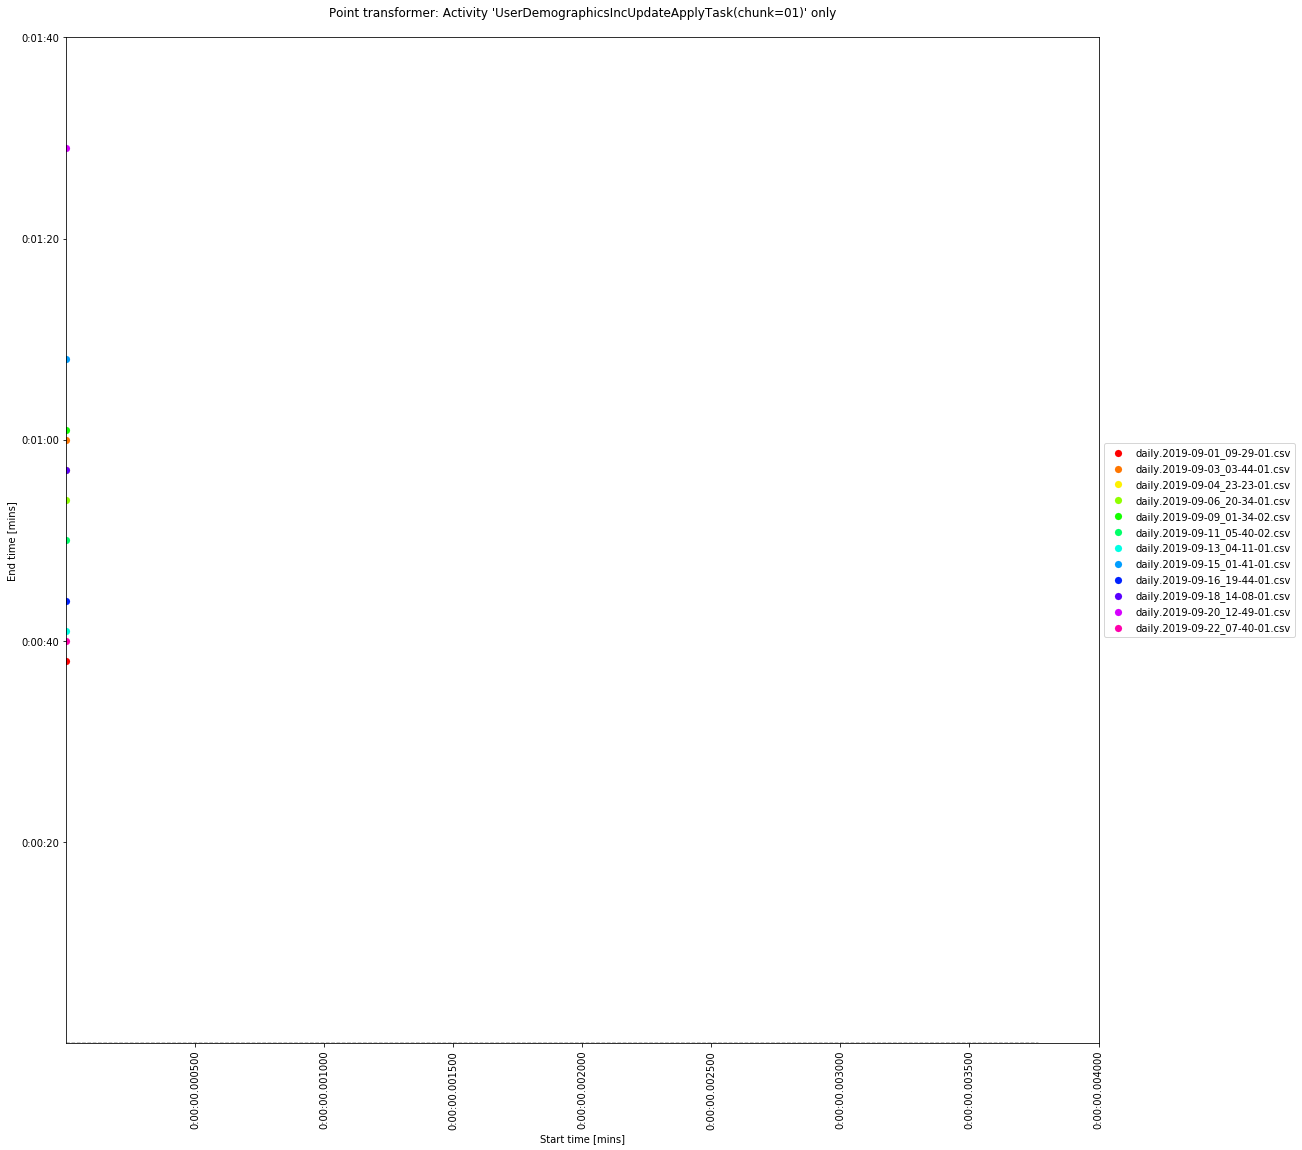 Point transformer: Activity 'UserDemographicsIncUpdateApplyTask(chunk=01)' only
0:01:40
0:01:20
0:01:00
0:00:40
0:00:20
End time [mins]
0:00:00.000500
0:00:00.001000
0:00:00.001500
0:00:00.002000
0:00:00.002500
0:00:00.003000
0:00:00.003500
0:00:00.004000
Start time [mins]
daily.2019-09-01_09-29-01.csv
daily.2019-09-03_03-44-01.csv
daily.2019-09-04_23-23-01.csv
daily.2019-09-06_20-34-01.csv
daily.2019-09-09_01-34-02.csv
daily.2019-09-11_05-40-02.csv
daily.2019-09-13_04-11-01.csv
daily.2019-09-15_01-41-01.csv
daily.2019-09-16_19-44-01.csv
daily.2019-09-18_14-08-01.csv
daily.2019-09-20_12-49-01.csv
daily.2019-09-22_07-40-01.csv